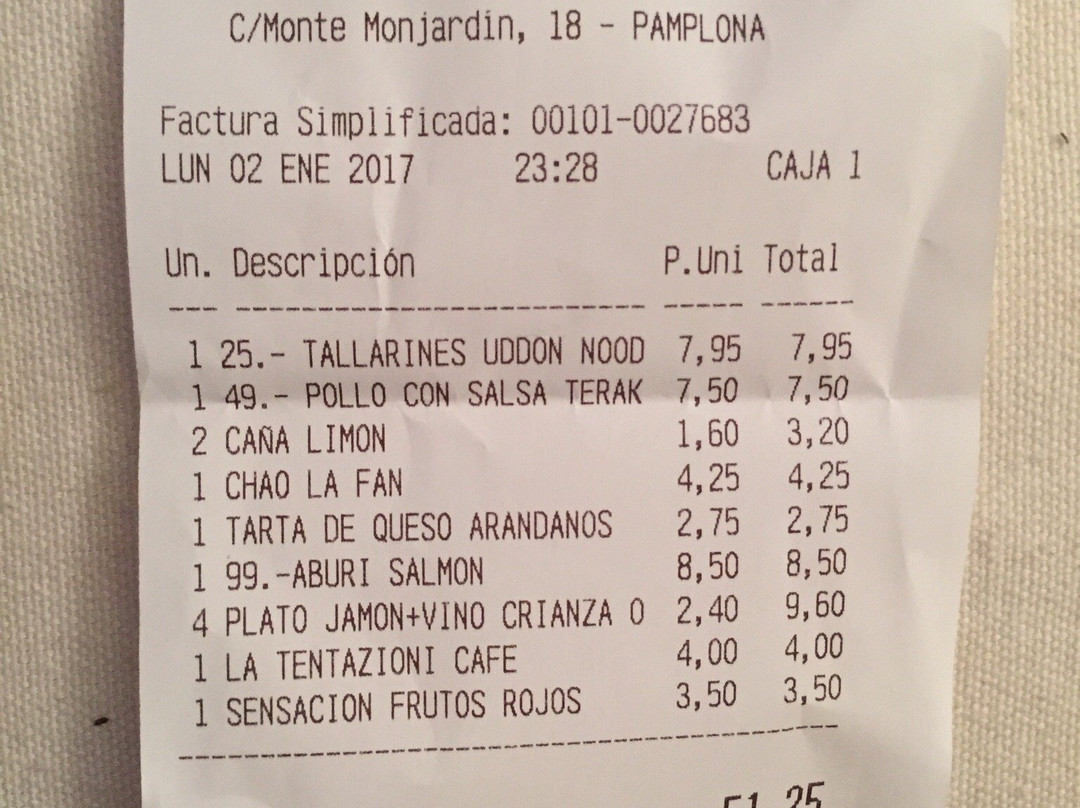 C/Monte Monjardin, 18 - PAMPLONA
Factura Simplificada: 00101-0027683
LUN 02 ENE 2017 23:28 CAJA 1
Un. Descripción P.Uni Total
--- ------------------------- ----- ------
1 25.- TALLARINES UDDON NOOD 7,95 7,95
1 49.- POLLO CON SALSA TERAK 7,50 7,50
2 CAÑA LIMON 1,60 3,20
1 CHAO LA FAN 4,25 4,25
1 TARTA DE QUESO ARANDANOS 2,75 2,75
1 99.-ABURI SALMON 8,50 8,50
4 PLATO JAMON+VINO CRIANZA O 2,40 9,60
1 LA TENTAZIONI CAFE 4,00 4,00
1 SENSACION FRUTOS ROJOS 3,50 3,50
------------------------------------------
51,25